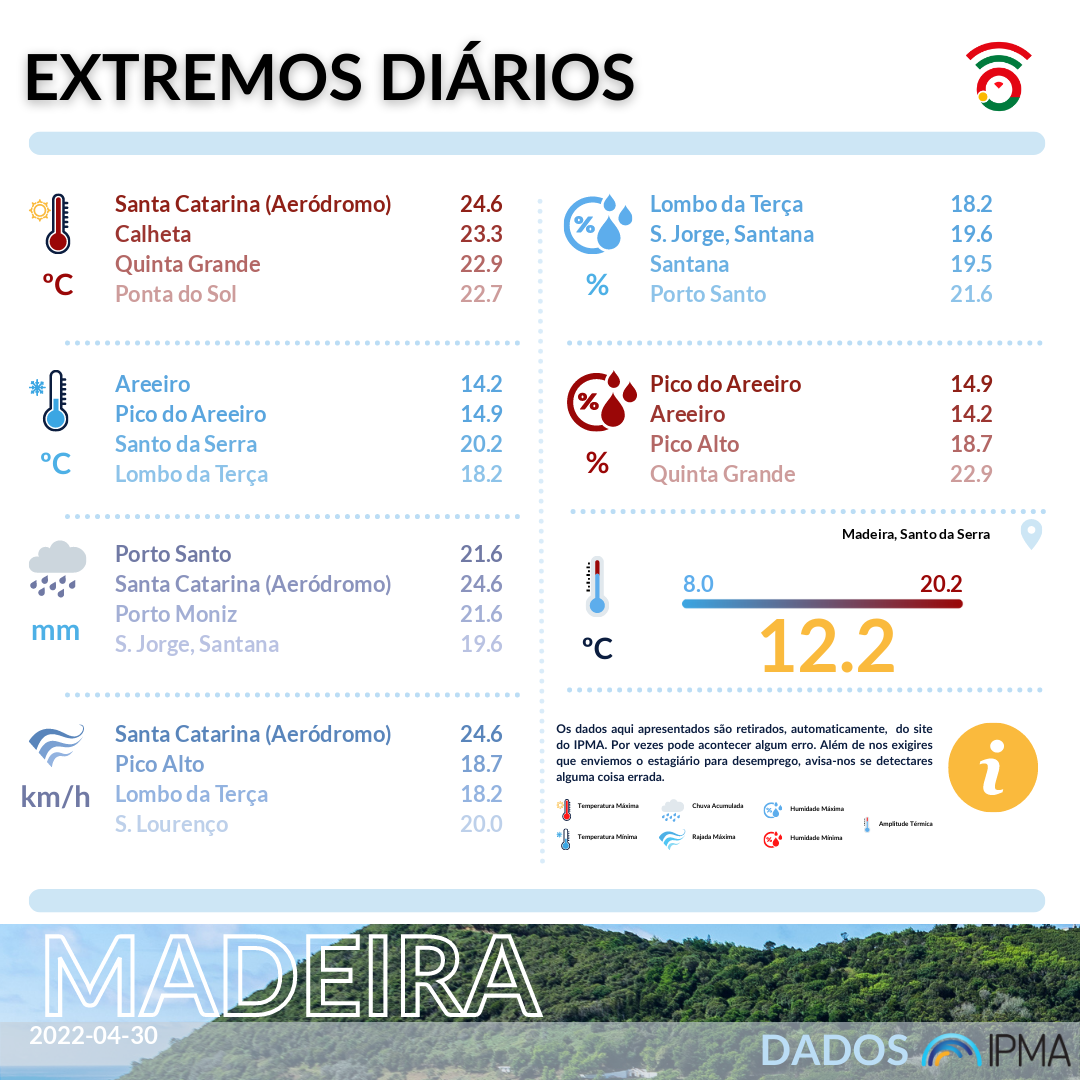 EXTREMOS DIÁRIOS
Santa Catarina (Aeródromo) 24.6
Calheta 23.3
Quinta Grande 22.9
Ponta do Sol 22.7
ºC
Lombo da Terça 18.2
S. Jorge, Santana 19.6
Santana 19.5
Porto Santo 21.6
%
%
Areeiro 14.2
Pico do Areeiro 14.9
Santo da Serra 20.2
Lombo da Terça 18.2
ºC
Pico do Areeiro 14.9
Areeiro 14.2
Pico Alto 18.7
Quinta Grande 22.9
%
%
Porto Santo 21.6
Santa Catarina (Aeródromo) 24.6
Porto Moniz 21.6
S. Jorge, Santana 19.6
mm
Madeira, Santo da Serra
8.0 20.2
12.2
ºC
Santa Catarina (Aeródromo) 24.6
Pico Alto 18.7
Lombo da Terça 18.2
S. Lourenço 20.0
km/h
Os dados aqui apresentados são retirados, automaticamente, do site
do IPMA. Por vezes pode acontecer algum erro. Além de nos exigires
que enviemos o estagiário para desemprego, avisa-nos se detectares
alguma coisa errada.
i
Temperatura Máxima
Chuva Acumulada
Humidade Máxima
Amplitude Térmica
Temperatura Mínima
Rajada Máxima
Humidade Mínima
MADEIRA
2022-04-30
DADOS IPMA